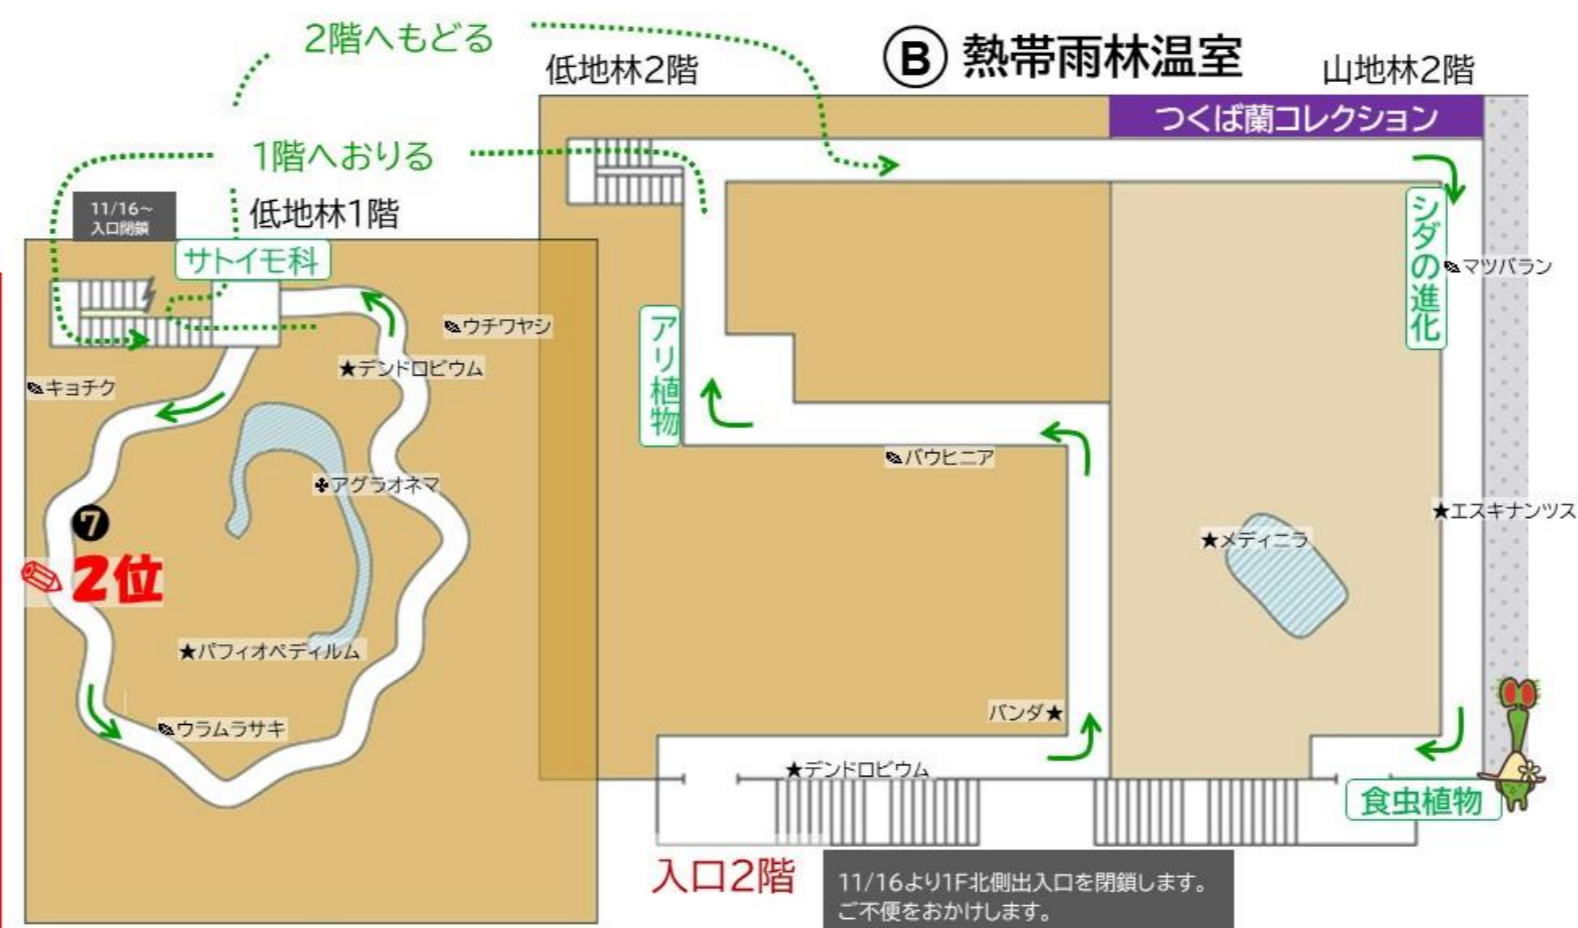 2階へもどる
Ⓑ 熱帯雨林温室
低地林2階
山地林2階
つくば蘭コレクション
1階へおりる
11/16～
入口閉鎖
低地林1階
サトイモ科
シダの進化
マツバラン
アリ植物
ウチワヤシ
★デンドロビウム
キョチク
バウヒニア
アグラオネマ
❼
2位
★エスキナンツス
★メディニラ
★パフィオペディルム
ウラムラサキ
バンダ★
★デンドロビウム
食虫植物
入口2階
11/16より1F北側出入口を閉鎖します。
ご不便をおかけします。